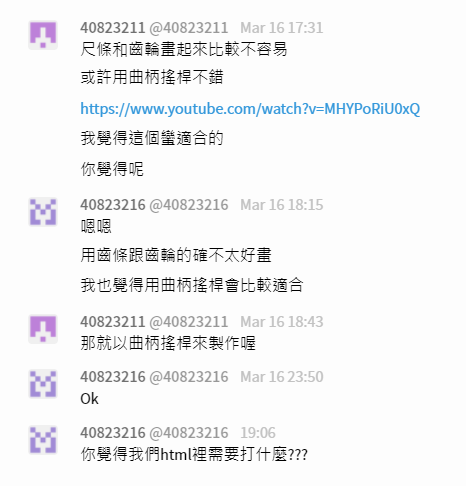 40823211 @40823211 Mar 16 17:31
尺條和齒輪畫起來比較不容易
或許用曲柄搖桿不錯
https://www.youtube.com/watch?v=MHYPoRiU0xQ
我覺得這個蠻適合的
你覺得呢
40823216 @40823216 Mar 16 18:15
嗯嗯
用齒條跟齒輪的確不太好畫
我也覺得用曲柄搖桿會比較適合
40823211 @40823211 Mar 16 18:43
那就以曲柄搖桿來製作喔
40823216 @40823216 Mar 16 23:50
Ok
40823216 @40823216 19:06
你覺得我們html裡需要打什麼???